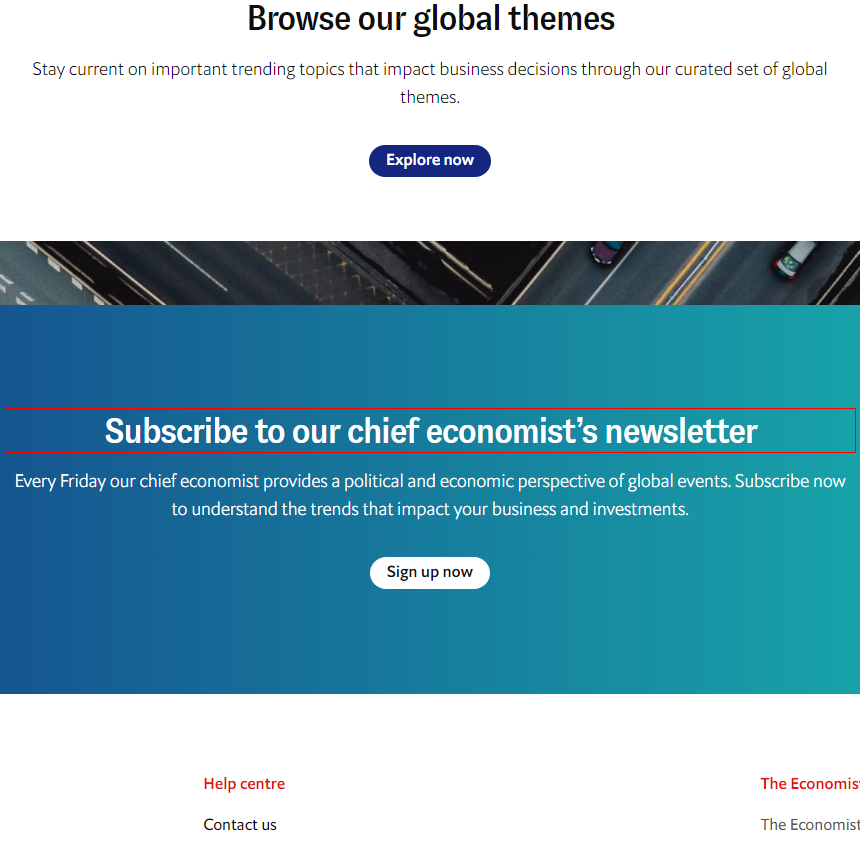 Browse our global themes
Stay current on important trending topics that impact business decisions through our curated set of global
themes.
Explore now
Subscribe to our chief economist’s newsletter
Every Friday our chief economist provides a political and economic perspective of global events. Subscribe now
to understand the trends that impact your business and investments.
Sign up now
Help centre
The Economist
Contact us
The Economist